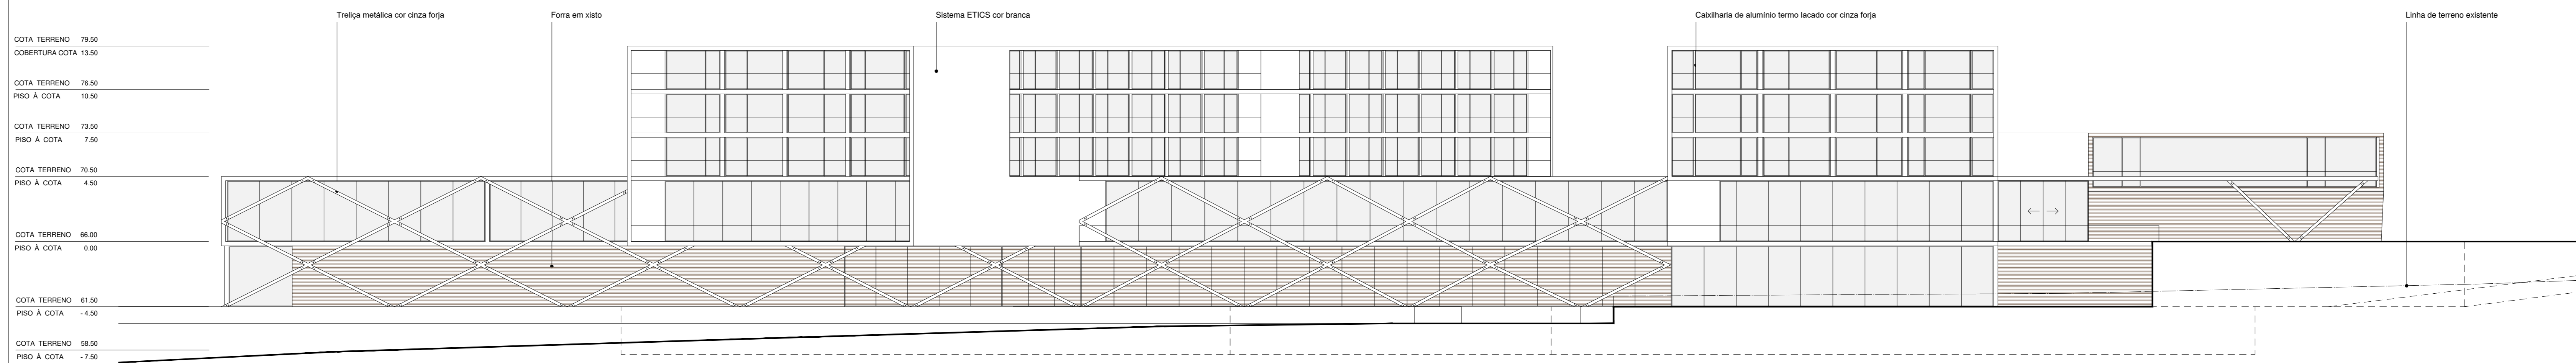 Treliça metálica cor cinza forja
Forra em xisto
Sistema ETICS cor branca
Caixilharia de alumínio termo lacado cor cinza forja
Linha de terreno existente
COTA TERRENO 79.50
COBERTURA COTA 13.50
COTA TERRENO 76.50
PISO À COTA 10.50
COTA TERRENO 73.50
PISO À COTA 7.50
COTA TERRENO 70.50
PISO À COTA 4.50
COTA TERRENO 66.00
PISO À COTA 0.00
COTA TERRENO 61.50
PISO À COTA - 4.50
COTA TERRENO 58.50
PISO À COTA - 7.50